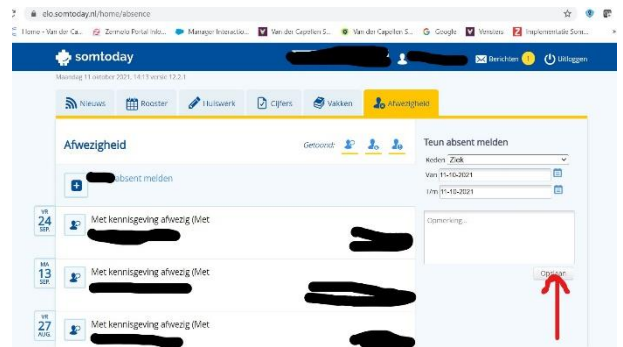 elo.somtoday.nl/home/absence
Home - Van der Ca... Zermelo Portal Inlo... Manager Interactio... Van der Capellen S... Van der Capellen S... Google Vensters Implementatie Som...
somtoday
Berichten 1 Uitloggen
Maandag 11 oktober 2021, 14:13 versie 12.2.1
Nieuws Rooster Huiswerk Cijfers Vakken Afwezigheid
Afwezigheid
Getoond:
absent melden
VR
24
SEP.
Met kennisgeving afwezig (Met
MA
13
SEP.
Met kennisgeving afwezig (Met
VR
27
AUG.
Met kennisgeving afwezig (Met
Teun absent melden
Reden Ziek
Van 11-10-2021
T/m 11-10-2021
Opmerking...
Opslaan